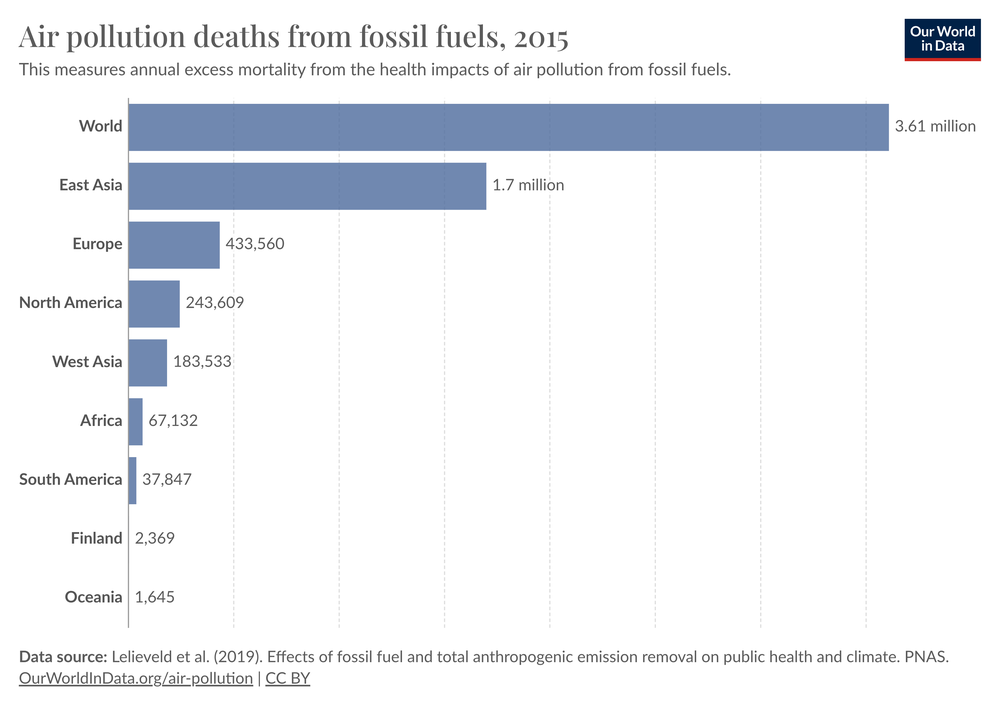 Air pollution deaths from fossil fuels, 2015
Our World
in Data
This measures annual excess mortality from the health impacts of air pollution from fossil fuels.
World 3.61 million
East Asia 1.7 million
Europe 433,560
North America 243,609
West Asia 183,533
Africa 67,132
South America 37,847
Finland 2,369
Oceania 1,645
Data source: Lelieveld et al. (2019). Effects of fossil fuel and total anthropogenic emission removal on public health and climate. PNAS.
OurWorldInData.org/air-pollution | CC BY